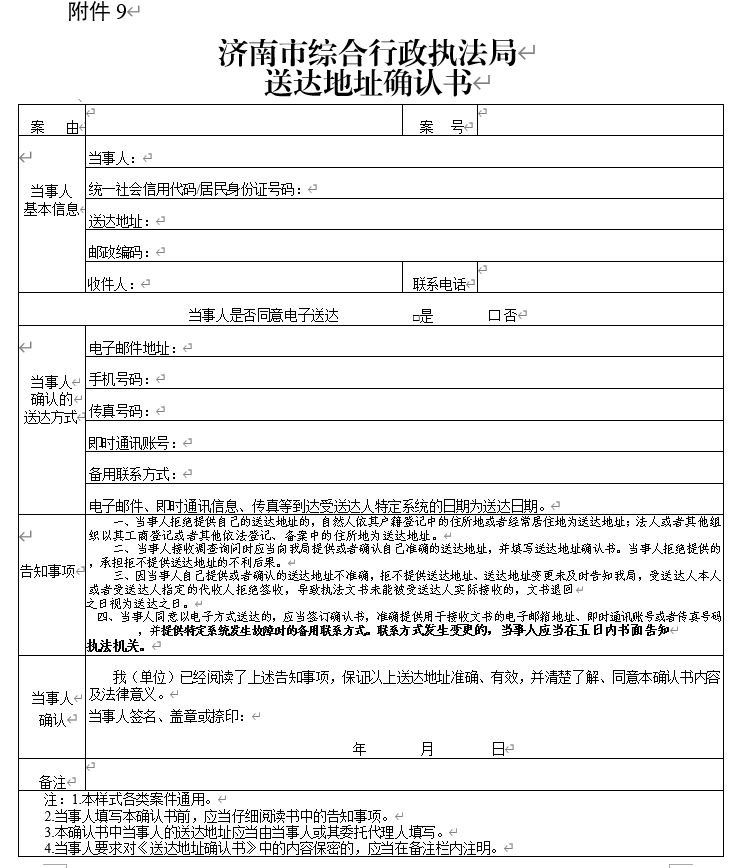 附件 9
济南市综合行政执法局
送达地址确认书
案 由
案 号
当事人
基本信息
当事人：
统一社会信用代码/居民身份证号码：
送达地址：
邮政编码：
收件人：
联系电话
当事人是否同意电子送达 □是 □否
当事人
确认的
送达方式
电子邮件地址：
手机号码：
传真号码：
即时通讯账号：
备用联系方式：
电子邮件、即时通讯信息、传真等到达受送达人特定系统的日期为送达日期。
告知事项
一、当事人拒绝提供自己的送达地址的，自然人依其户籍登记中的住所地或者经常居住地为送达地址；法人或者其他组
织以其工商登记或者其他依法登记、备案中的住所地为送达地址。
二、当事人接收调查询问时应当向我局提供或者确认自己准确的送达地址，并填写送达地址确认书。当事人拒绝提供的
，承担拒不提供送达地址的不利后果。
三、因当事人自己提供或者确认的送达地址不准确，拒不提供送达地址、送达地址变更未及时告知我局，受送达人本人
或者受送达人指定的代收人拒绝签收，导致执法文书未能被受送达人实际接收的，文书退回
之日视为送达之日。
四、当事人同意以电子方式送达的，应当签订确认书，准确提供用于接收文书的电子邮箱地址、即时通讯账号或者传真号码
，并提供特定系统发生故障时的备用联系方式。联系方式发生变更的，当事人应当在五日内书面告知
执法机关。
当事人
确认
我（单位）已经阅读了上述告知事项，保证以上送达地址准确、有效，并清楚了解、同意本确认书内容
及法律意义。
当事人签名、盖章或捺印：
年 月 日
备注
注：1.本样式各类案件通用。
2.当事人填写本确认书前，应当仔细阅读书中的告知事项。
3.本确认书中当事人的送达地址应当由当事人或其委托代理人填写。
4.当事人要求对《送达地址确认书》中的内容保密的，应当在备注栏内注明。